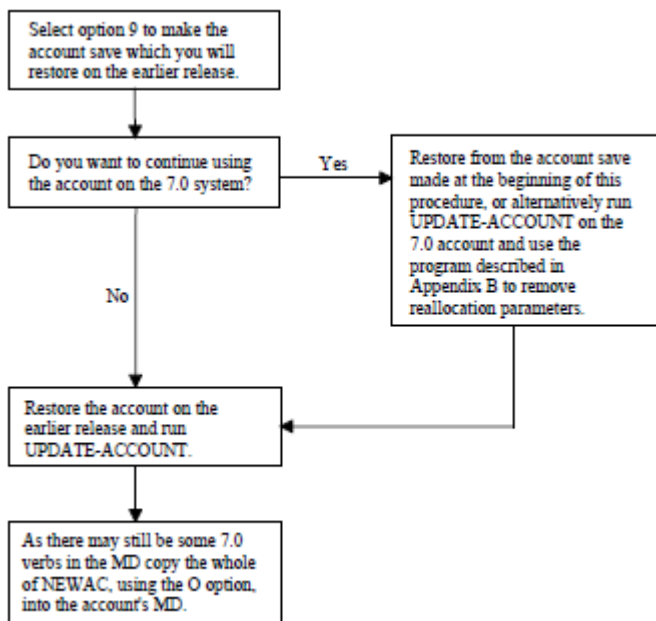 Select option 9 to make the
account save which you will
restore on the earlier release.
Do you want to continue using
the account on the 7.0 system?
Yes
Restore from the account save
made at the beginning of this
procedure, or alternatively run
UPDATE-ACCOUNT on the
7.0 account and use the
program described in
Appendix B to remove
reallocation parameters.
No
Restore the account on the
earlier release and run
UPDATE-ACCOUNT.
As there may still be some 7.0
verbs in the MD copy the whole
of NEWAC, using the O option,
into the account's MD.